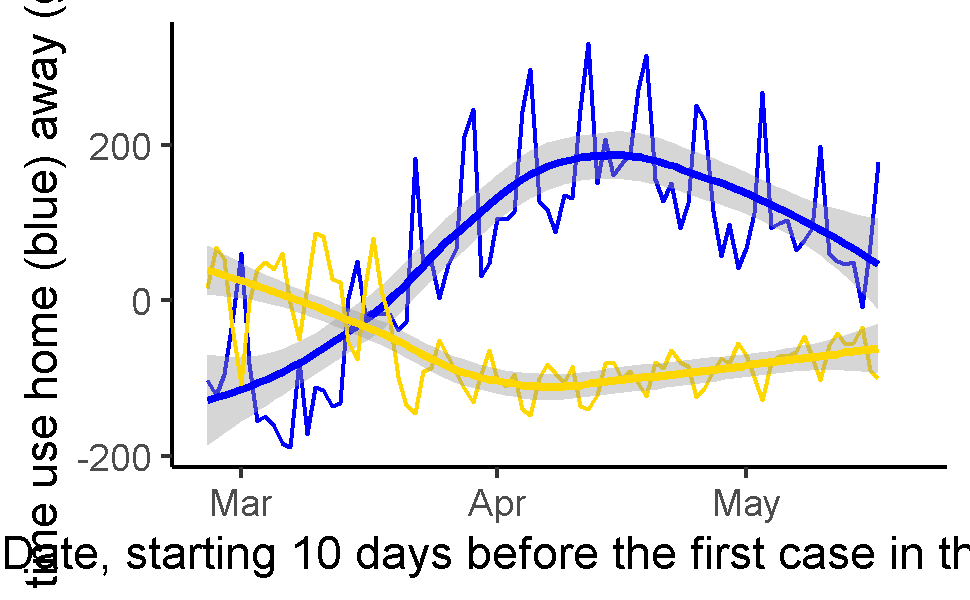 time use home (blue) away (
200
0
-200
Mar Apr May
Date, starting 10 days before the first case in th